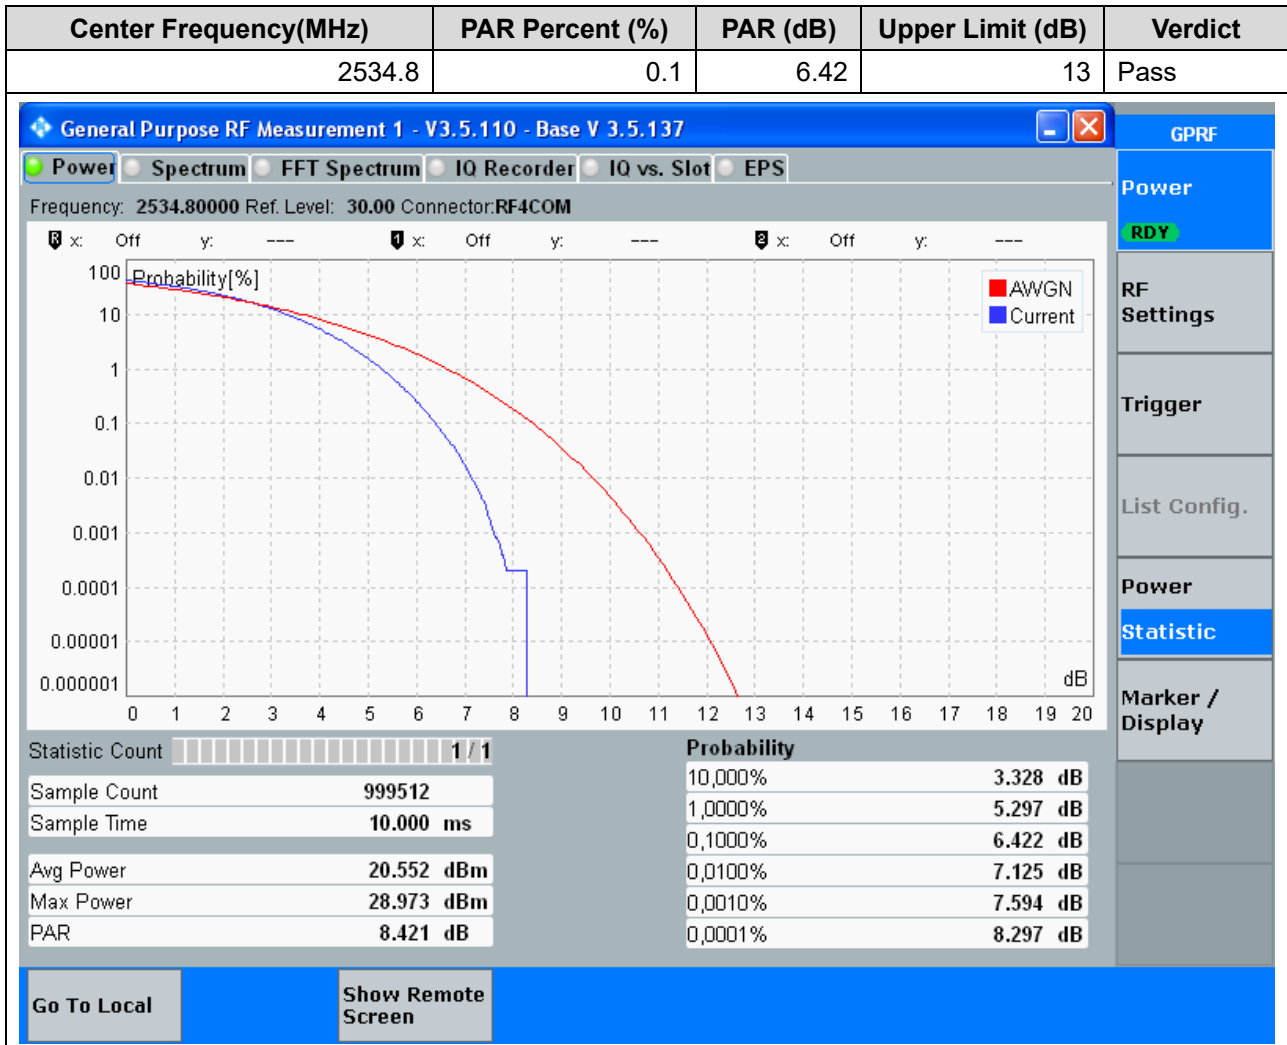 Center Frequency(MHz) PAR Percent (%) PAR (dB) Upper Limit (dB) Verdict
2534.8 0.1 6.42 13 Pass
General Purpose RF Measurement 1 - V3.5.110 - Base V 3.5.137
GPRF
Power Spectrum FFT Spectrum IQ Recorder IQ vs. Slot EPS
Power
RDY
Frequency: 2534.80000 Ref. Level: 30.00 Connector:RF4COM
R x: Off y: --- 1 x: Off y: --- 2 x: Off y: ---
Probability[%]
AWGN
Current
100
10
1
0.1
0.01
0.001
0.0001
0.00001
0.000001
dB
0 1 2 3 4 5 6 7 8 9 10 11 12 13 14 15 16 17 18 19 20
RF
Settings
Trigger
List Config.
Power
Statistic
Marker /
Display
Statistic Count 1 / 1
Sample Count 999512
Sample Time 10.000 ms
Avg Power 20.552 dBm
Max Power 28.973 dBm
PAR 8.421 dB
Probability
10,000% 3.328 dB
1,0000% 5.297 dB
0,1000% 6.422 dB
0,0100% 7.125 dB
0,0010% 7.594 dB
0,0001% 8.297 dB
Go To Local
Show Remote
Screen